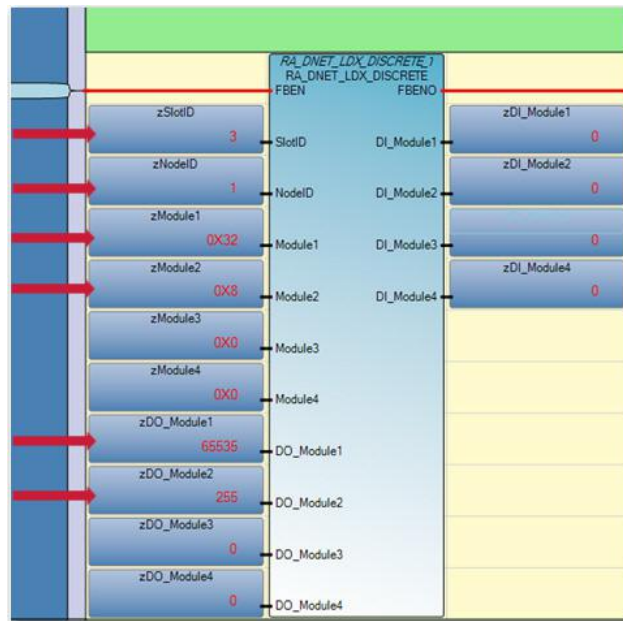 RA_DNET_LDX_DISCRETE_1
RA_DNET_LDX_DISCRETE
FBEN FBENO
zSlotID zDI_Module1
3 SlotID DI_Module1 0
zNodeID zDI_Module2
1 NodeID DI_Module2 0
zModule1 zDI_Module3
0X32 Module1 DI_Module3 0
zModule2 zDI_Module4
0X8 Module2 DI_Module4 0
zModule3
0X0 Module3
zModule4
0X0 Module4
zDO_Module1
65535 DO_Module1
zDO_Module2
255 DO_Module2
zDO_Module3
0 DO_Module3
zDO_Module4
0 DO_Module4